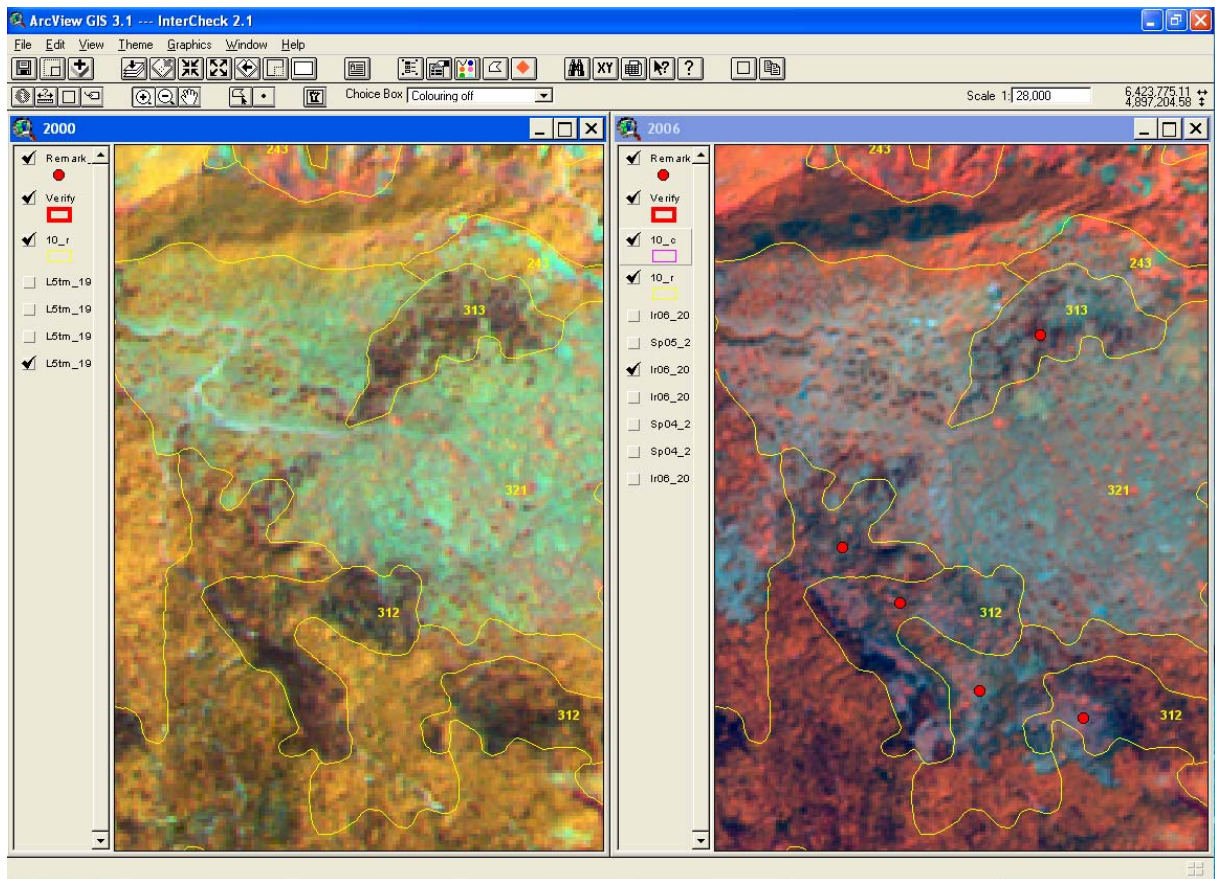 ArcView GIS 3.1 --- InterCheck 2.1
File Edit View Theme Graphics Window Help
XY ? ?
Choice Box Colouring off Scale 1: 28,000 6,423,775.11
4,897,204.58
2000
Remark_
Verify
10_r
L5tm_19
L5tm_19
L5tm_19
L5tm_19
243
243
313
321
312
312
2006
Remark
Verify
10_c
10_r
Ir06_20
Sp05_2
Ir06_20
Ir06_20
Sp04_2
Sp04_2
Ir06_20
243
243
313
321
312
312